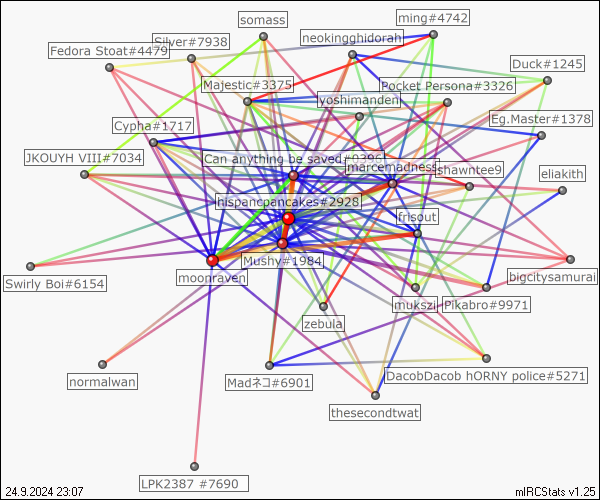 somass
ming#4742
neokingghidorah
Silver#7938
Fedora Stoat#4479
Duck#1245
Majestic#3375
Pocket Persona#3326
yoshimanden
Eg.Master#1378
Cypha#1717
JKOUYH VIII#7034
Can anything be saved#0396
marcemadness
shawntee9
eliakith
hispancpancakes#2928
frisout
Mushy#1984
moonraven
Swirly Boi#6154
bigcitysamurai
mukszi
Pikabro#9971
zebula
normalwan
Madネコ#6901
DacobDacob hORNY police#5271
thesecondtwat
LPK2387 #7690
24.9.2024 23:07
mIRCStats v1.25